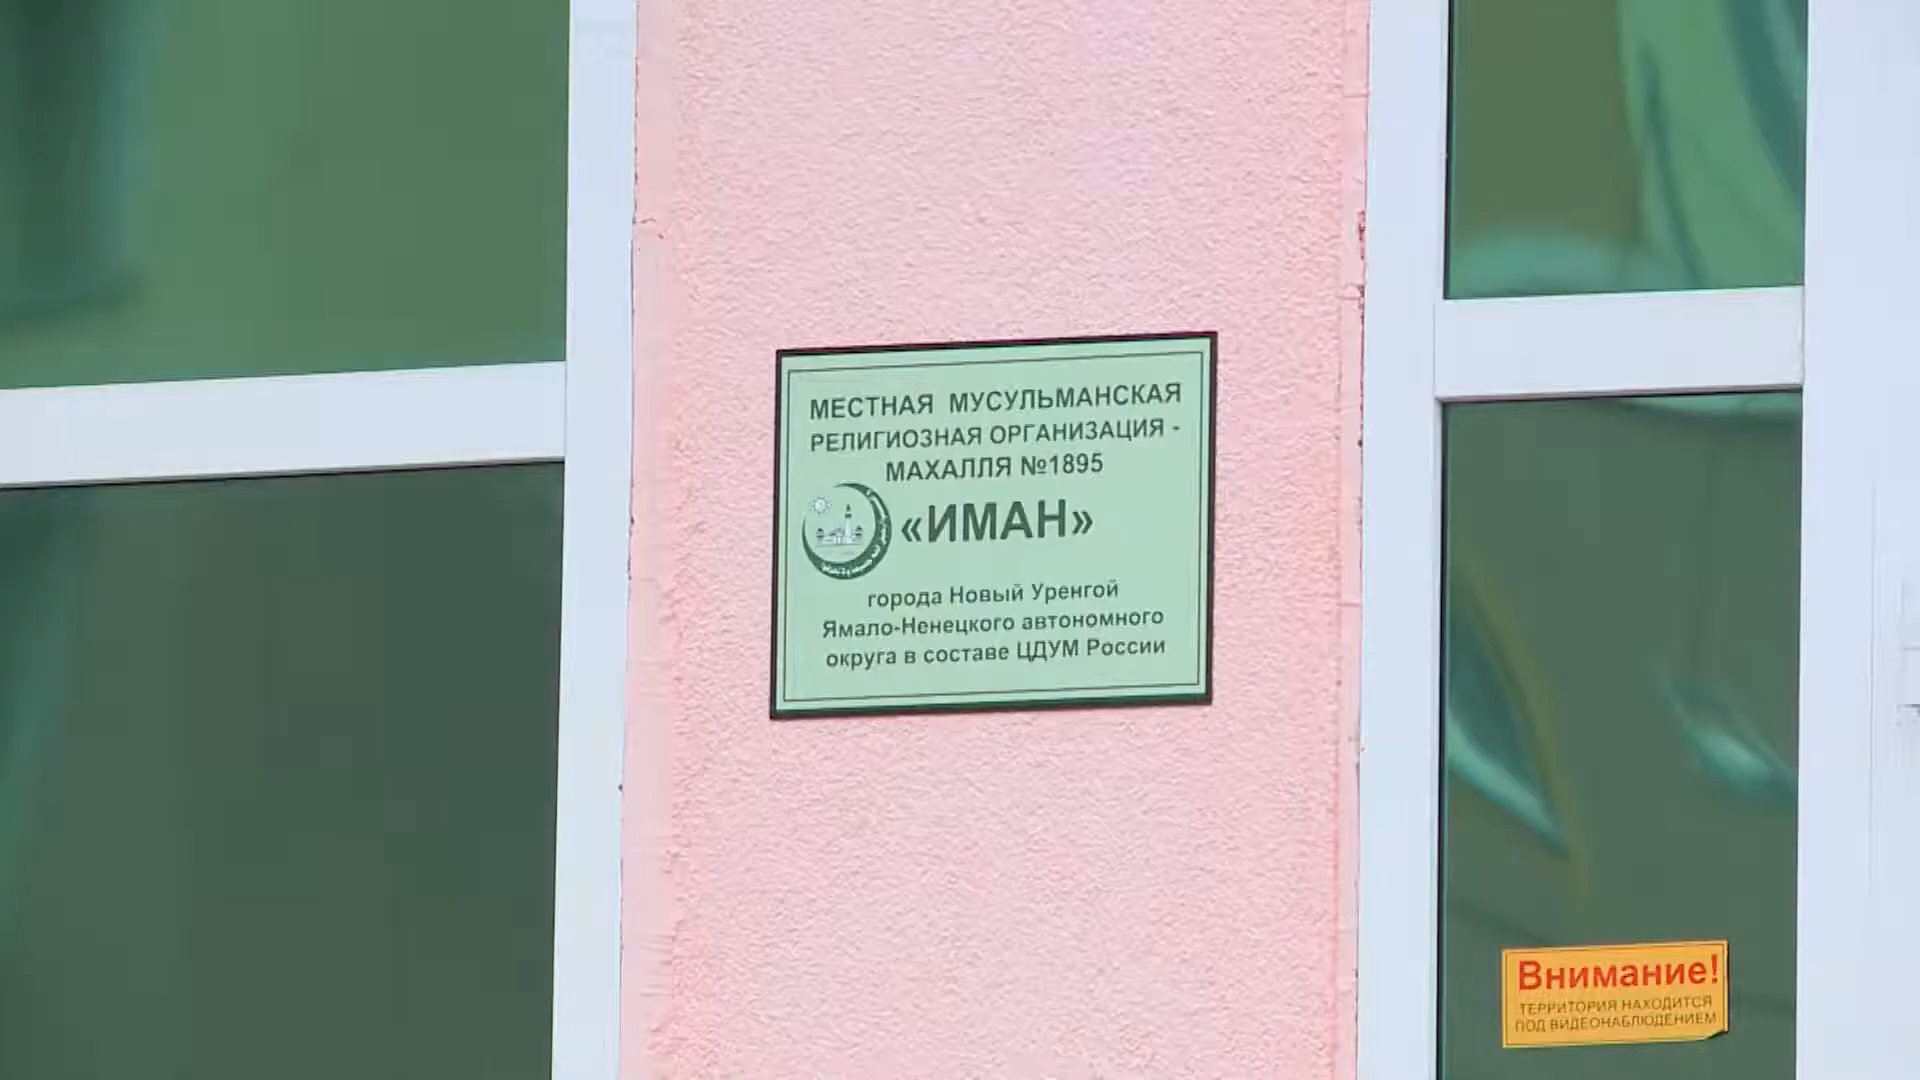 МЕСТНАЯ МУСУЛЬМАНСКАЯ
РЕЛИГИОЗНАЯ ОРГАНИЗАЦИЯ -
МАХАЛЛЯ №1895
«ИМАН»
города Новый Уренгой
Ямало-Ненецкого автономного
округа в составе ЦДУМ России
Внимание!
ТЕРРИТОРИЯ НАХОДИТСЯ
ПОД ВИДЕОНАБЛЮДЕНИЕМ